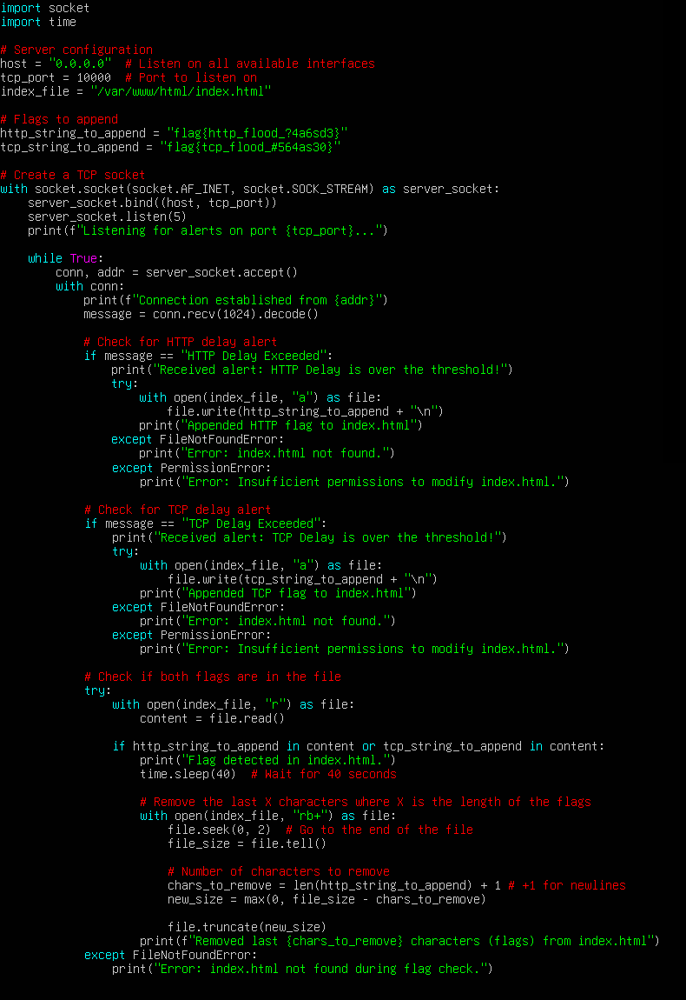 import socket
import time

# Server configuration
host = "0.0.0.0"  # Listen on all available interfaces
tcp_port = 10000  # Port to listen on
index_file = "/var/www/html/index.html"

# Flags to append
http_string_to_append = "flag{http_flood_?4a6sd3}"
tcp_string_to_append = "flag{tcp_flood_#564as30}"

# Create a TCP socket
with socket.socket(socket.AF_INET, socket.SOCK_STREAM) as server_socket:
    server_socket.bind((host, tcp_port))
    server_socket.listen(5)
    print(f"Listening for alerts on port {tcp_port}...")

    while True:
        conn, addr = server_socket.accept()
        with conn:
            print(f"Connection established from {addr}")
            message = conn.recv(1024).decode()

            # Check for HTTP delay alert
            if message == "HTTP Delay Exceeded":
                print("Received alert: HTTP Delay is over the threshold!")
                try:
                    with open(index_file, "a") as file:
                        file.write(http_string_to_append + "\n")
                    print("Appended HTTP flag to index.html")
                except FileNotFoundError:
                    print("Error: index.html not found.")
                except PermissionError:
                    print("Error: Insufficient permissions to modify index.html.")

            # Check for TCP delay alert
            if message == "TCP Delay Exceeded":
                print("Received alert: TCP Delay is over the threshold!")
                try:
                    with open(index_file, "a") as file:
                        file.write(tcp_string_to_append + "\n")
                    print("Appended TCP flag to index.html")
                except FileNotFoundError:
                    print("Error: index.html not found.")
                except PermissionError:
                    print("Error: Insufficient permissions to modify index.html.")

            # Check if both flags are in the file
            try:
                with open(index_file, "r") as file:
                    content = file.read()

                if http_string_to_append in content or tcp_string_to_append in content:
                    print("Flag detected in index.html.")
                    time.sleep(40)  # Wait for 40 seconds

                    # Remove the last X characters where X is the length of the flags
                    with open(index_file, "rb+") as file:
                        file.seek(0, 2)  # Go to the end of the file
                        file_size = file.tell()

                        # Number of characters to remove
                        chars_to_remove = len(http_string_to_append) + 1 # +1 for newlines
                        new_size = max(0, file_size - chars_to_remove)

                        file.truncate(new_size)
                    print(f"Removed last {chars_to_remove} characters (flags) from index.html")
            except FileNotFoundError:
                print("Error: index.html not found during flag check.")